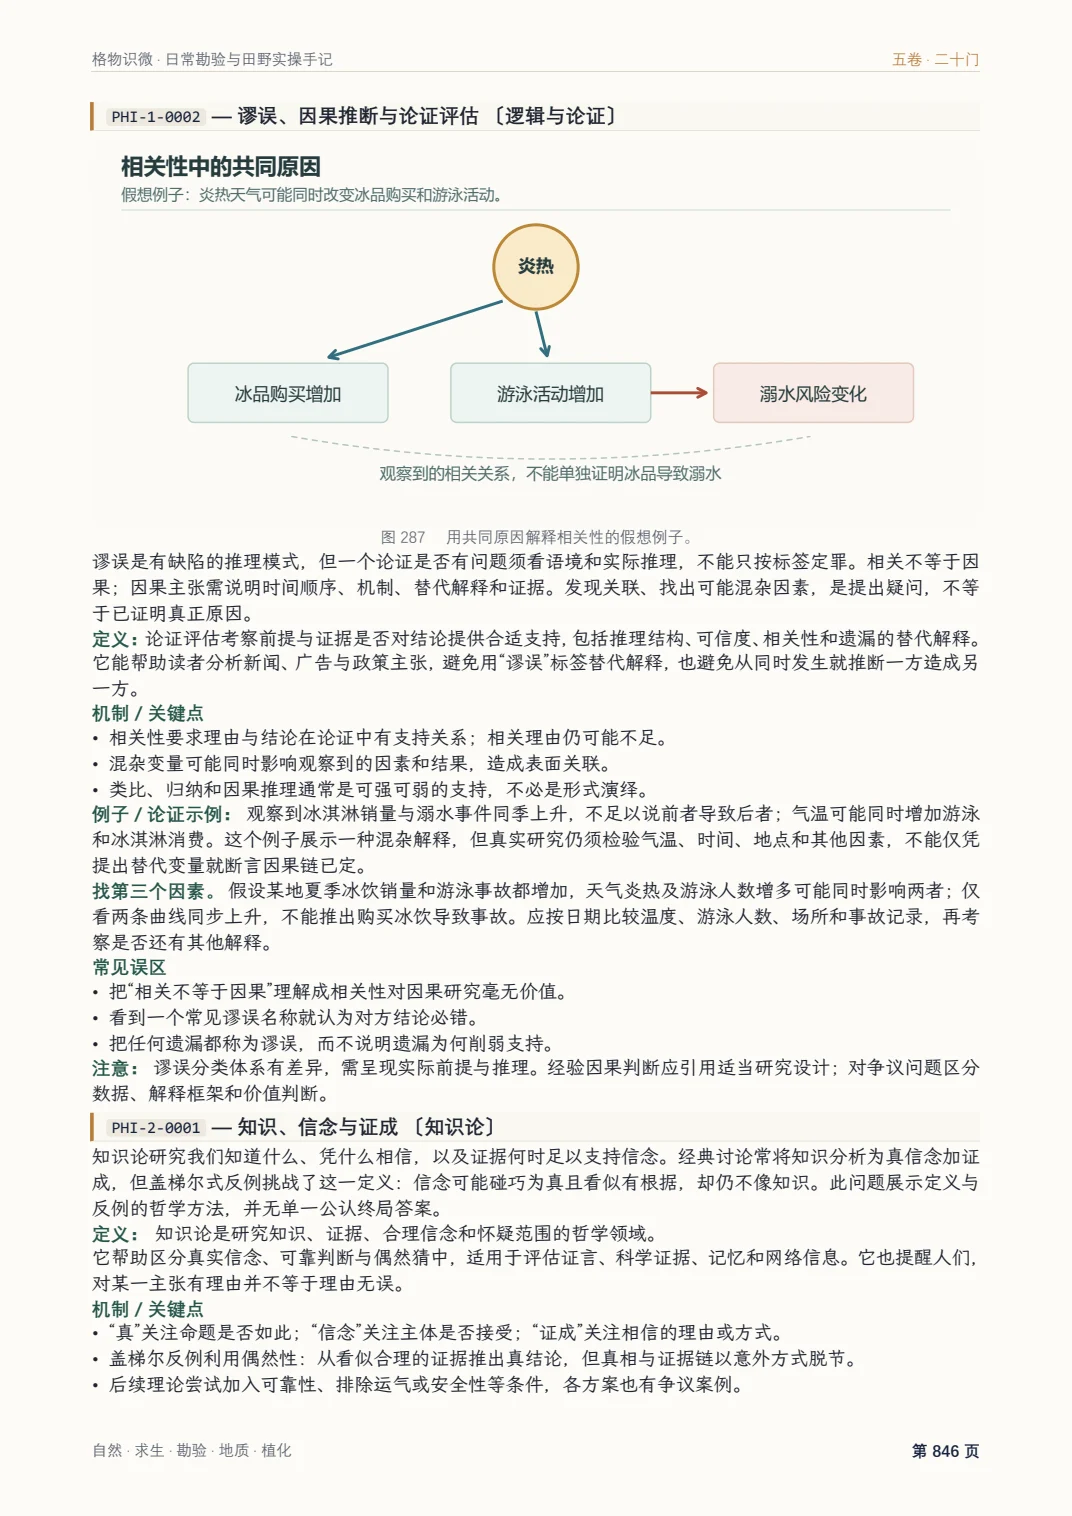 格物识微 · 日常勘验与田野实操手记
五卷 · 二十门
PHI-1-0002 — 谬误、因果推断与论证评估 〔逻辑与论证〕
相关性中的共同原因
假想例子：炎热天气可能同时改变冰品购买和游泳活动。
炎热
冰品购买增加
游泳活动增加
溺水风险变化
观察到的相关关系，不能单独证明冰品导致溺水
图 287 用共同原因解释相关性的假想例子。
谬误是有缺陷的推理模式，但一个论证是否有问题须看语境和实际推理，不能只按标签定罪。相关不等于因
果；因果主张需说明时间顺序、机制、替代解释和证据。发现关联、找出可能混杂因素，是提出疑问，不等
于已证明真正原因。
定义：论证评估考察前提与证据是否对结论提供合适支持，包括推理结构、可信度、相关性和遗漏的替代解释。
它能帮助读者分析新闻、广告与政策主张，避免用“谬误”标签替代解释，也避免从同时发生就推断一方造成另
一方。
机制 / 关键点
• 相关性要求理由与结论在论证中有支持关系；相关理由仍可能不足。
• 混杂变量可能同时影响观察到的因素和结果，造成表面关联。
• 类比、归纳和因果推理通常是可强可弱的支持，不必是形式演绎。
例子 / 论证示例： 观察到冰淇淋销量与溺水事件同季上升，不足以说前者导致后者；气温可能同时增加游泳
和冰淇淋消费。这个例子展示一种混杂解释，但真实研究仍须检验气温、时间、地点和其他因素，不能仅凭
提出替代变量就断言因果链已定。
找第三个因素。 假设某地夏季冰饮销量和游泳事故都增加，天气炎热及游泳人数增多可能同时影响两者；仅
看两条曲线同步上升，不能推出购买冰饮导致事故。应按日期比较温度、游泳人数、场所和事故记录，再考
察是否还有其他解释。
常见误区
• 把“相关不等于因果”理解成相关性对因果研究毫无价值。
• 看到一个常见谬误名称就认为对方结论必错。
• 把任何遗漏都称为谬误，而不说明遗漏为何削弱支持。
注意： 谬误分类体系有差异，需呈现实际前提与推理。经验因果判断应引用适当研究设计；对争议问题区分
数据、解释框架和价值判断。
PHI-2-0001 — 知识、信念与证成 〔知识论〕
知识论研究我们知道什么、凭什么相信，以及证据何时足以支持信念。经典讨论常将知识分析为真信念加证
成，但盖梯尔式反例挑战了这一定义：信念可能碰巧为真且看似有根据，却仍不像知识。此问题展示定义与
反例的哲学方法，并无单一公认终局答案。
定义： 知识论是研究知识、证据、合理信念和怀疑范围的哲学领域。
它帮助区分真实信念、可靠判断与偶然猜中，适用于评估证言、科学证据、记忆和网络信息。它也提醒人们，
对某一主张有理由并不等于理由无误。
机制 / 关键点
• “真”关注命题是否如此；“信念”关注主体是否接受；“证成”关注相信的理由或方式。
• 盖梯尔反例利用偶然性：从看似合理的证据推出真结论，但真相与证据链以意外方式脱节。
• 后续理论尝试加入可靠性、排除运气或安全性等条件，各方案也有争议案例。
自然 · 求生 · 勘验 · 地质 · 植化
第 846 页